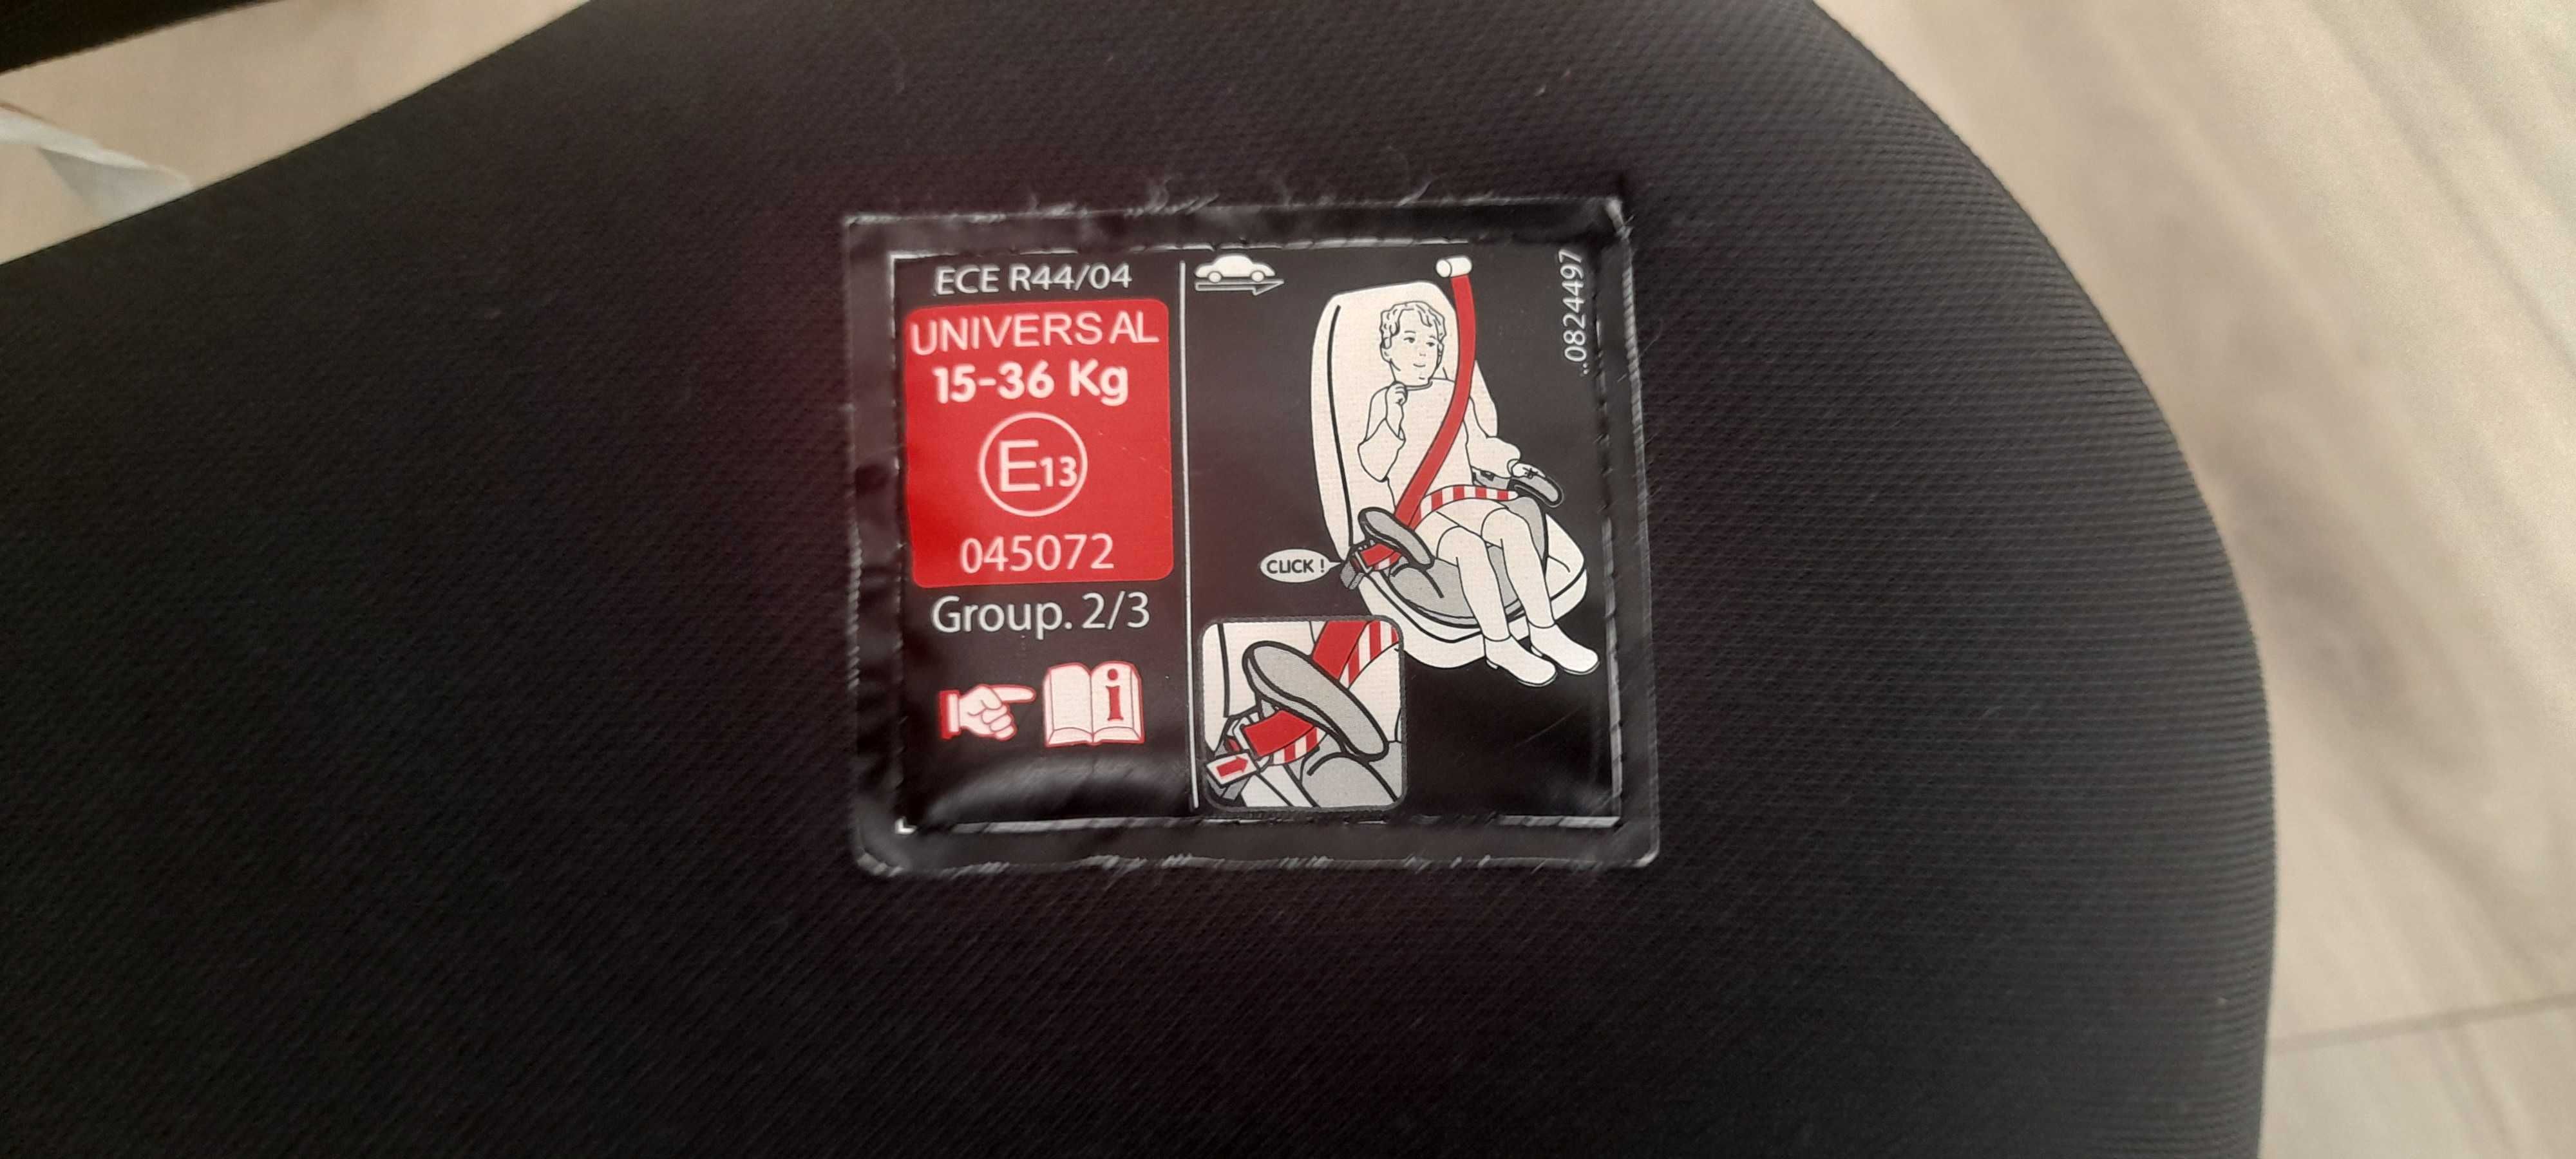 ECE R44/04
UNIVERSAL
15-36 Kg
E13
045072
Group. 2/3
i
CLICK !
..0824497